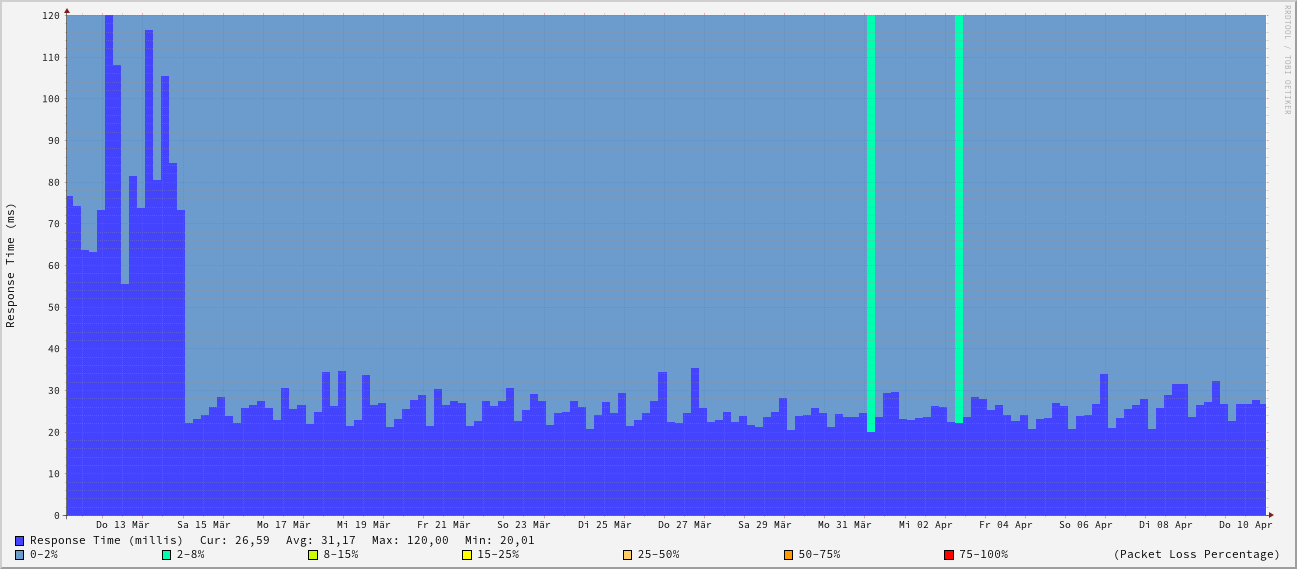 120
110
100
90
80
70
60
50
40
30
20
10
0
Response Time (ms)
RRDTOOL / TOBI OETIKER
Do 13 Mär Sa 15 Mär Mo 17 Mär Mi 19 Mär Fr 21 Mär So 23 Mär Di 25 Mär Do 27 Mär Sa 29 Mär Mo 31 Mär Mi 02 Apr Fr 04 Apr So 06 Apr Di 08 Apr Do 10 Apr
Response Time (millis) Cur: 26,59 Avg: 31,17 Max: 120,00 Min: 20,01
0-2% 2-8% 8-15% 15-25% 25-50% 50-75% 75-100% (Packet Loss Percentage)